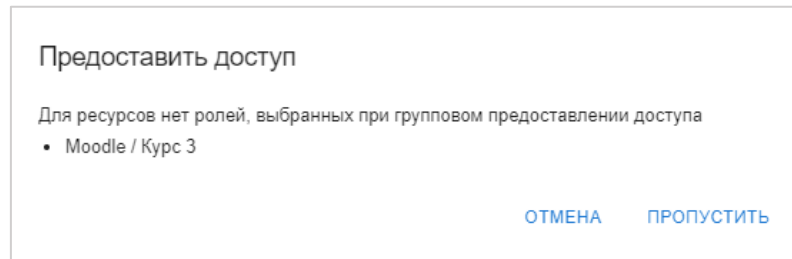 Предоставить доступ
Для ресурсов нет ролей, выбранных при групповом предоставлении доступа
• Moodle / Курс 3
ОТМЕНА ПРОПУСТИТЬ